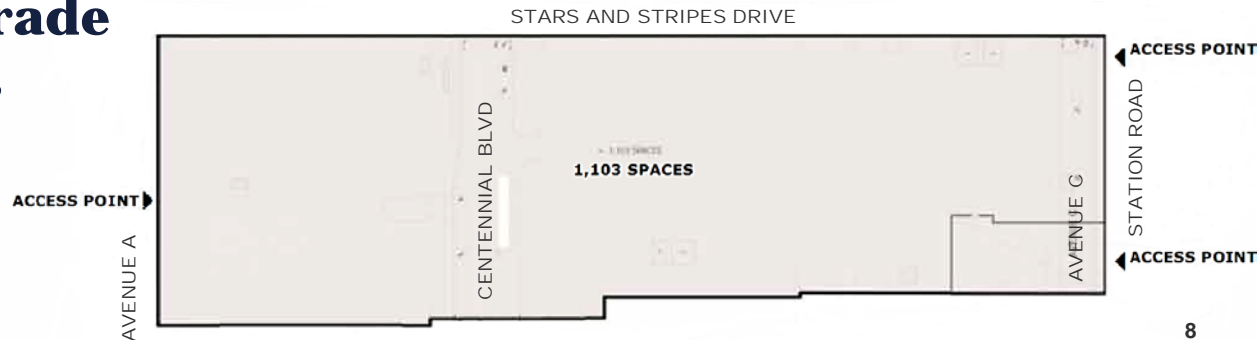 rade
STARS AND STRIPES DRIVE
ACCESS POINT
CENTENNIAL BLVD
1,103 SPACES
STATION ROAD
ACCESS POINT
AVENUE G
AVENUE A
ACCESS POINT
8